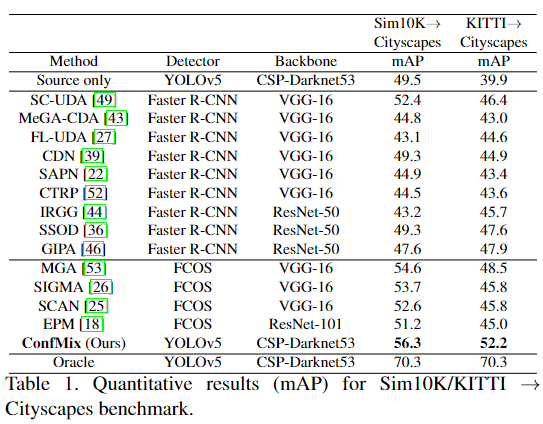 Sim10K→ KITTI→
Cityscapes Cityscapes
Method Detector Backbone mAP mAP
Source only YOLOv5 CSP-Darknet53 49.5 39.9
SC-UDA [49] Faster R-CNN VGG-16 52.4 46.4
MeGA-CDA [43] Faster R-CNN VGG-16 44.8 43.0
FL-UDA [27] Faster R-CNN VGG-16 43.1 44.6
CDN [39] Faster R-CNN VGG-16 49.3 44.9
SAPN [22] Faster R-CNN VGG-16 44.9 43.4
CTRP [52] Faster R-CNN VGG-16 44.5 43.6
IRGG [44] Faster R-CNN ResNet-50 43.2 45.7
SSOD [36] Faster R-CNN ResNet-50 49.3 47.6
GIPA [46] Faster R-CNN ResNet-50 47.6 47.9
MGA [53] FCOS VGG-16 54.6 48.5
SIGMA [26] FCOS VGG-16 53.7 45.8
SCAN [25] FCOS VGG-16 52.6 45.8
EPM [18] FCOS ResNet-101 51.2 45.0
ConfMix (Ours) YOLOv5 CSP-Darknet53 56.3 52.2
Oracle YOLOv5 CSP-Darknet53 70.3 70.3
Table 1. Quantitative results (mAP) for Sim10K/KITTI →
Cityscapes benchmark.